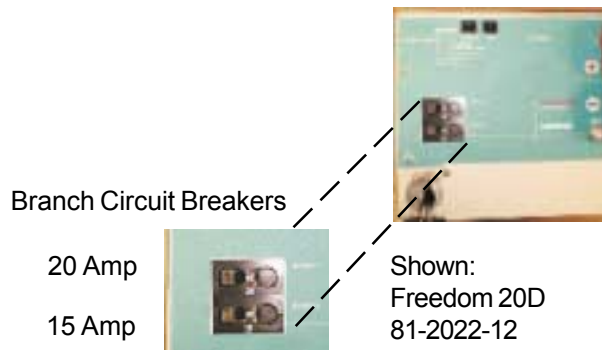 Branch Circuit Breakers
20 Amp
15 Amp
Shown:
Freedom 20D
81-2022-12